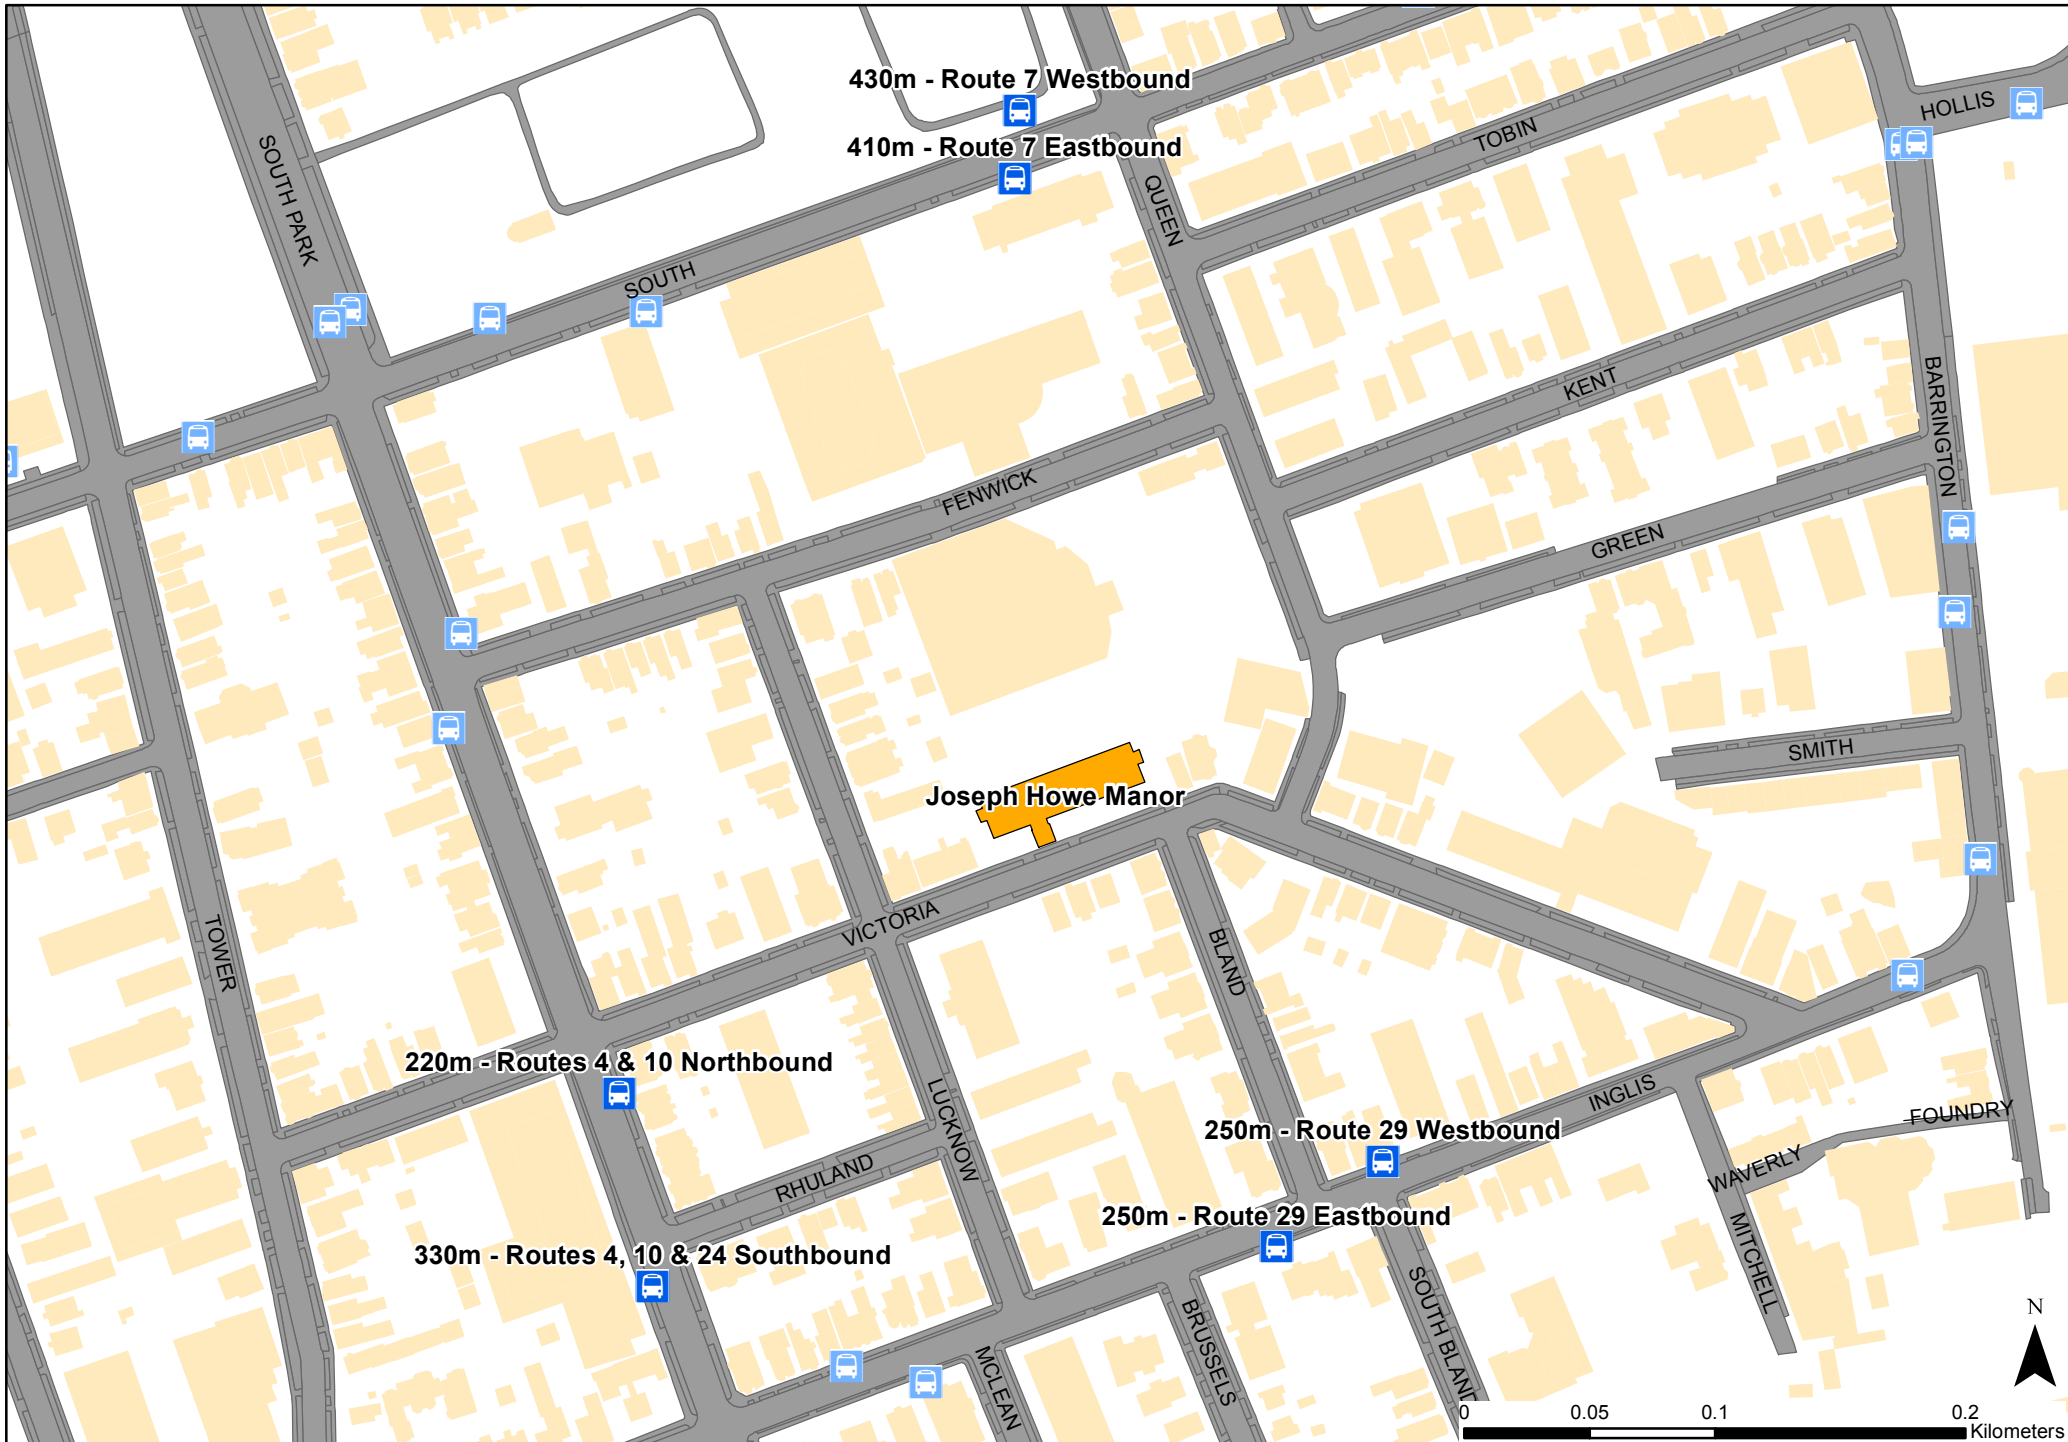 430m - Route 7 Westbound
HOLLIS
TOBIN
410m - Route 7 Eastbound
SOUTH PARK
QUEEN
SOUTH
KENT
BARRINGTON
FENWICK
GREEN
SMITH
Joseph Howe Manor
VICTORIA
TOWER
BLAND
220m - Routes 4 & 10 Northbound
LUCKNOW
INGLIS
FOUNDRY
250m - Route 29 Westbound
WAVERLY
RHULAND
250m - Route 29 Eastbound
MITCHELL
330m - Routes 4, 10 & 24 Southbound
SOUTH BLAND
BRUSSELS
MCLEAN
N
0 0.05 0.1 0.2
Kilometers